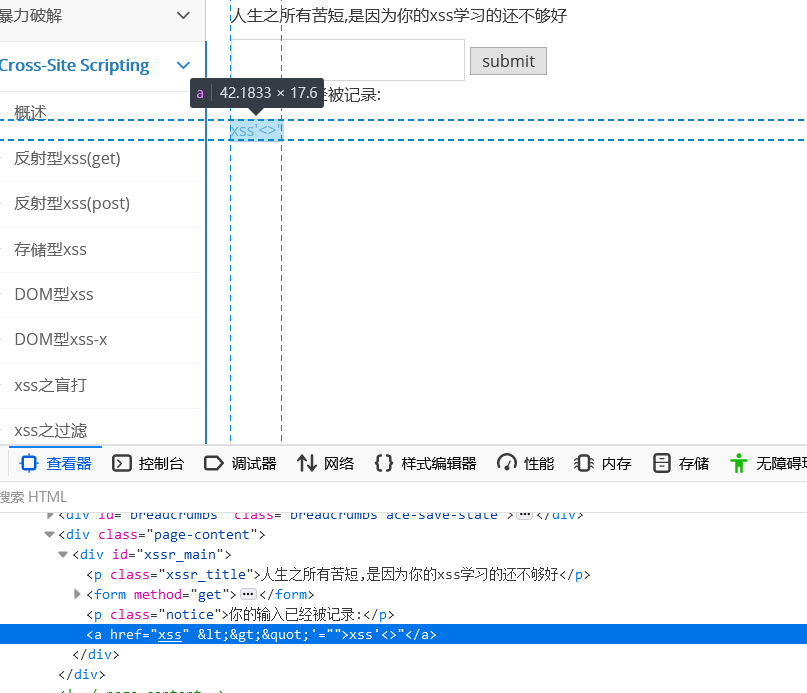 暴力破解
Cross-Site Scripting
概述
反射型xss(get)
反射型xss(post)
存储型xss
DOM型xss
DOM型xss-x
xss之盲打
xss之过滤
人生之所有苦短,是因为你的xss学习的还不够好
submit
被记录:
a 42.1833 × 17.6
xss'<>"
查看器 控制台 调试器 网络 样式编辑器 性能 内存 存储 无障碍
搜索 HTML
<div id="breadcrumbs" class="breadcrumbs ace-save-state"> ••• </div>
<div class="page-content">
<div id="xssr_main">
<p class="xssr_title">人生之所有苦短,是因为你的xss学习的还不够好</p>
<form method="get"> ••• </form>
<p class="notice">你的输入已经被记录:</p>
<a href="xss" &lt;&gt;&quot;'="">xss'<>"</a>
</div>
</div>